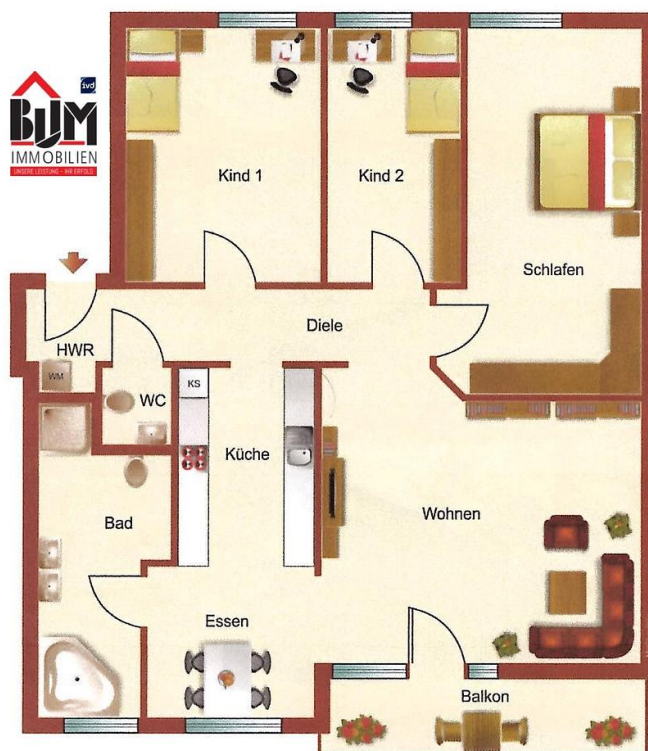 ivd
BUM
IMMOBILIEN
UNSERE LEISTUNG - IHR ERFOLG
Kind 1
Kind 2
Schlafen
Diele
HWR
WM
WC
KS
Küche
Wohnen
Bad
Essen
Balkon